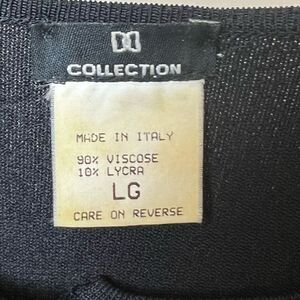 COLLECTION
MADE IN ITALY
90% VISCOSE
10% LYCRA
LG
CARE ON REVERSE